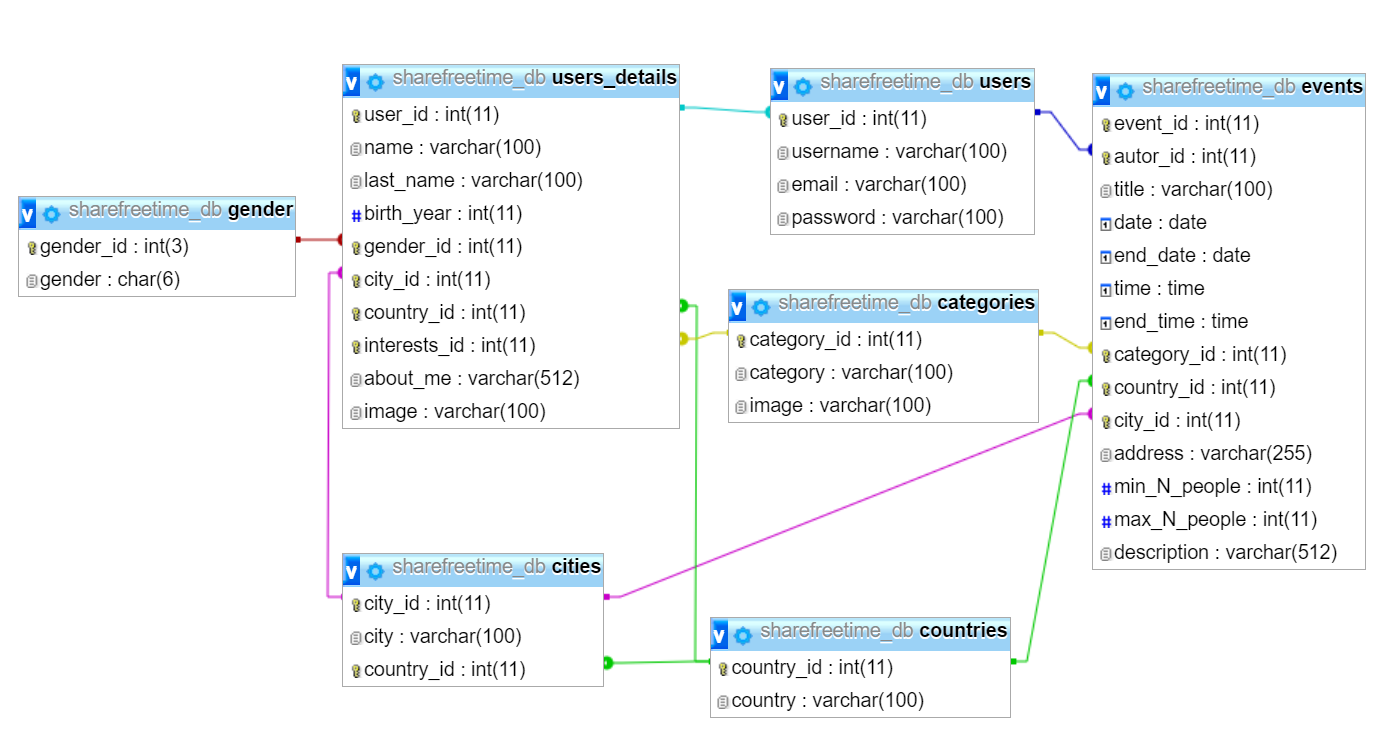 sharefreetime_db users_details
user_id : int(11)
name : varchar(100)
last_name : varchar(100)
birth_year : int(11)
gender_id : int(11)
city_id : int(11)
country_id : int(11)
interests_id : int(11)
about_me : varchar(512)
image : varchar(100)
sharefreetime_db users
user_id : int(11)
username : varchar(100)
email : varchar(100)
password : varchar(100)
sharefreetime_db events
event_id : int(11)
autor_id : int(11)
title : varchar(100)
date : date
end_date : date
time : time
end_time : time
category_id : int(11)
country_id : int(11)
city_id : int(11)
address : varchar(255)
min_N_people : int(11)
max_N_people : int(11)
description : varchar(512)
sharefreetime_db gender
gender_id : int(3)
gender : char(6)
sharefreetime_db categories
category_id : int(11)
category : varchar(100)
image : varchar(100)
sharefreetime_db cities
city_id : int(11)
city : varchar(100)
country_id : int(11)
sharefreetime_db countries
country_id : int(11)
country : varchar(100)